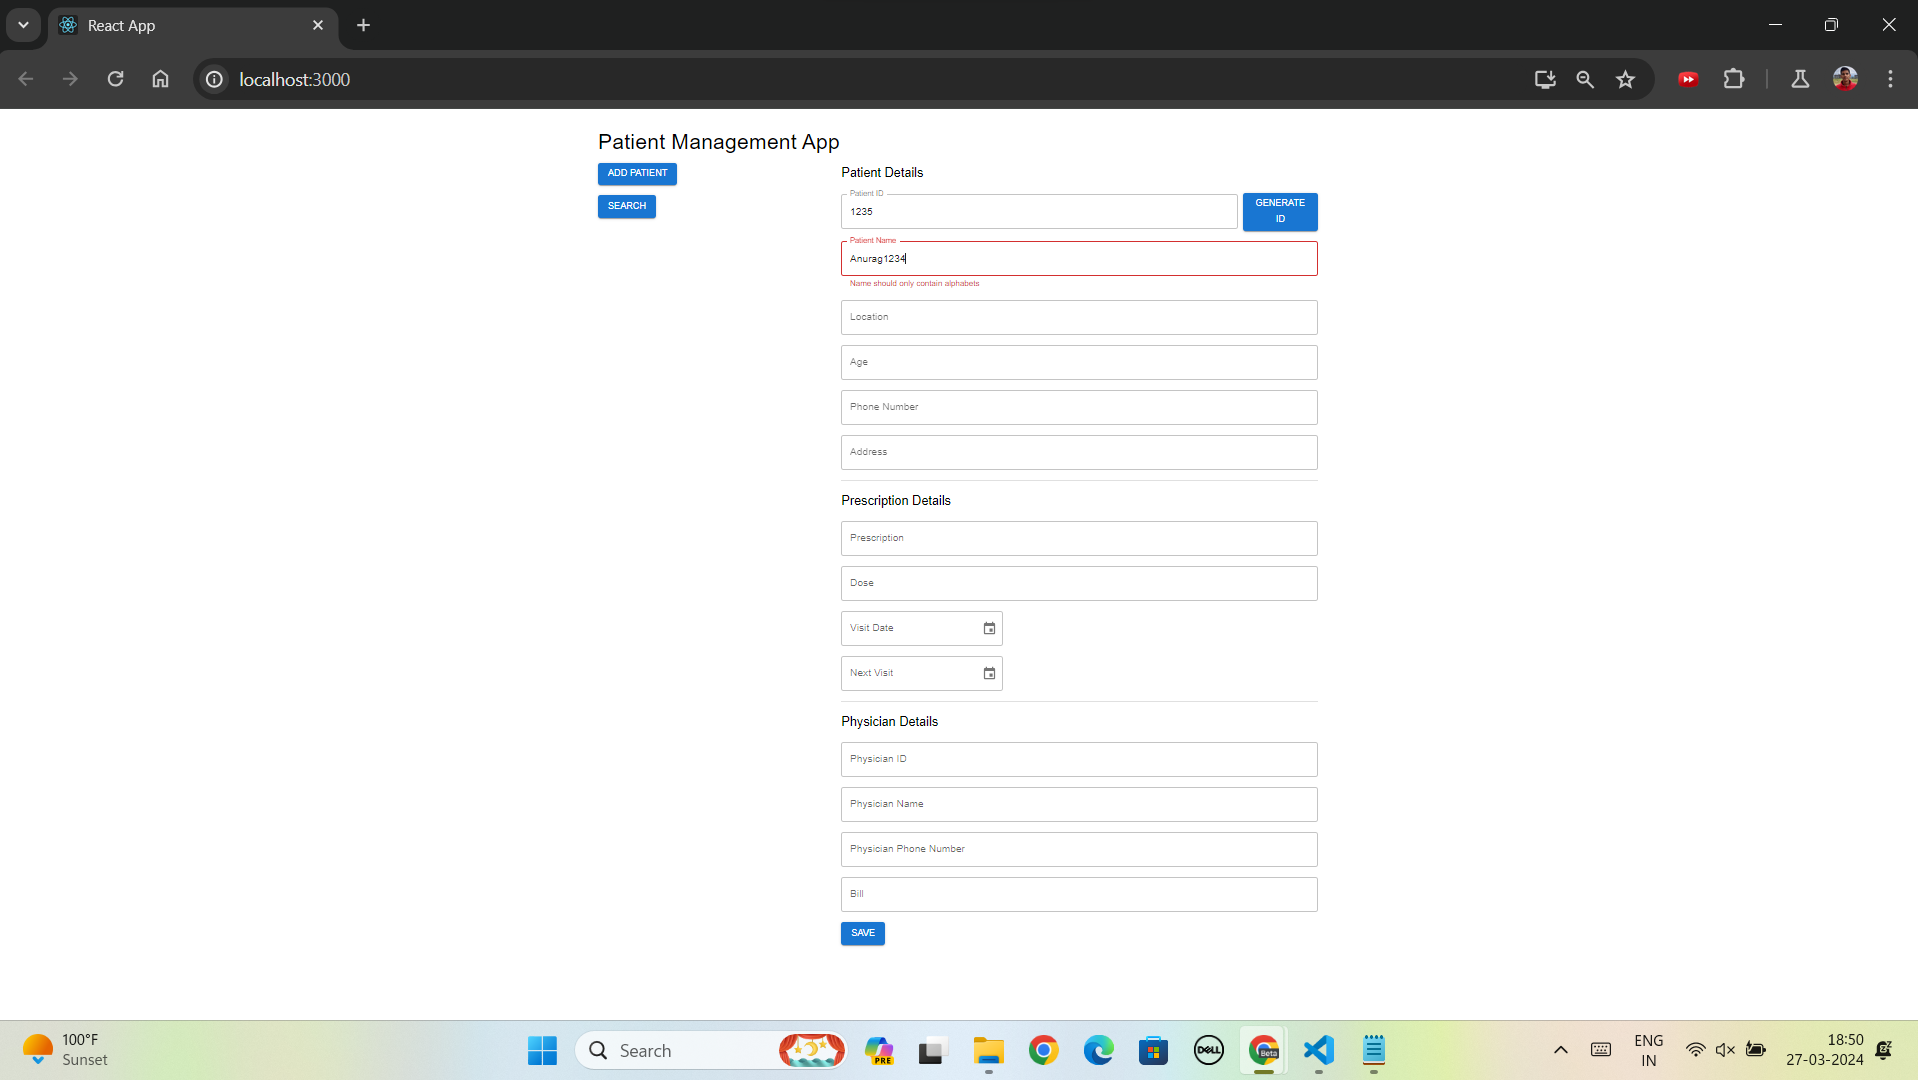 React App
localhost:3000
Patient Management App
ADD PATIENT
SEARCH
Patient Details
Patient ID
1235
GENERATE
ID
Patient Name
Anurag1234
Name should only contain alphabets
Location
Age
Phone Number
Address
Prescription Details
Prescription
Dose
Visit Date
Next Visit
Physician Details
Physician ID
Physician Name
Physician Phone Number
Bill
SAVE
100°F
Sunset
Search
PRE
DELL
Beta
ENG
IN
18:50
27-03-2024